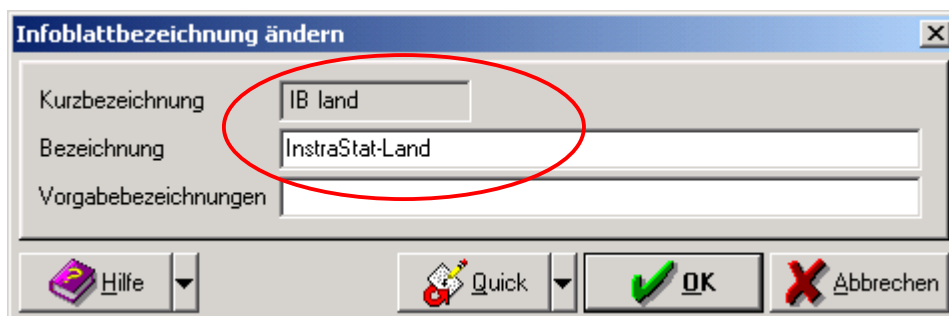 Infoblattbezeichnung ändern
Kurzbezeichnung IB land
Bezeichnung InstraStat-Land
Vorgabebezeichnungen
Hilfe Quick OK Abbrechen